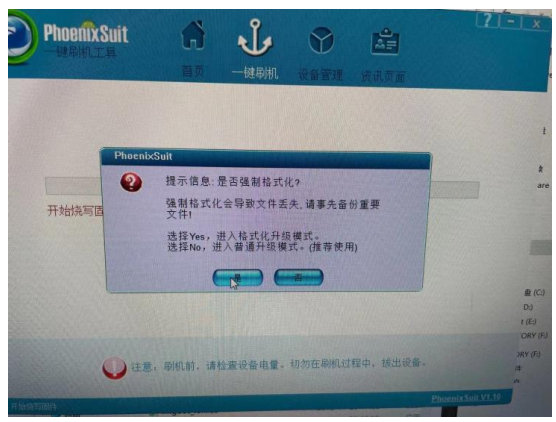 PhoenixSuit
一键刷机工具
首页
一键刷机
设备管理
资讯页面
? - x
PhoenixSuit
提示信息:是否强制格式化?
强制格式化会导致文件丢失,请事先备份重要
文件!
选择Yes，进入格式化升级模式。
选择No，进入普通升级模式。(推荐使用)
是
否
开始烧写固
注意，刷机前，请检查设备电量。切勿在刷机过程中，拔出设备。
开始烧写固件
PhoenixSuit V1.10
are
盘 (C:)
D:)
t (E:)
ORY (F:)
ORY (F:)